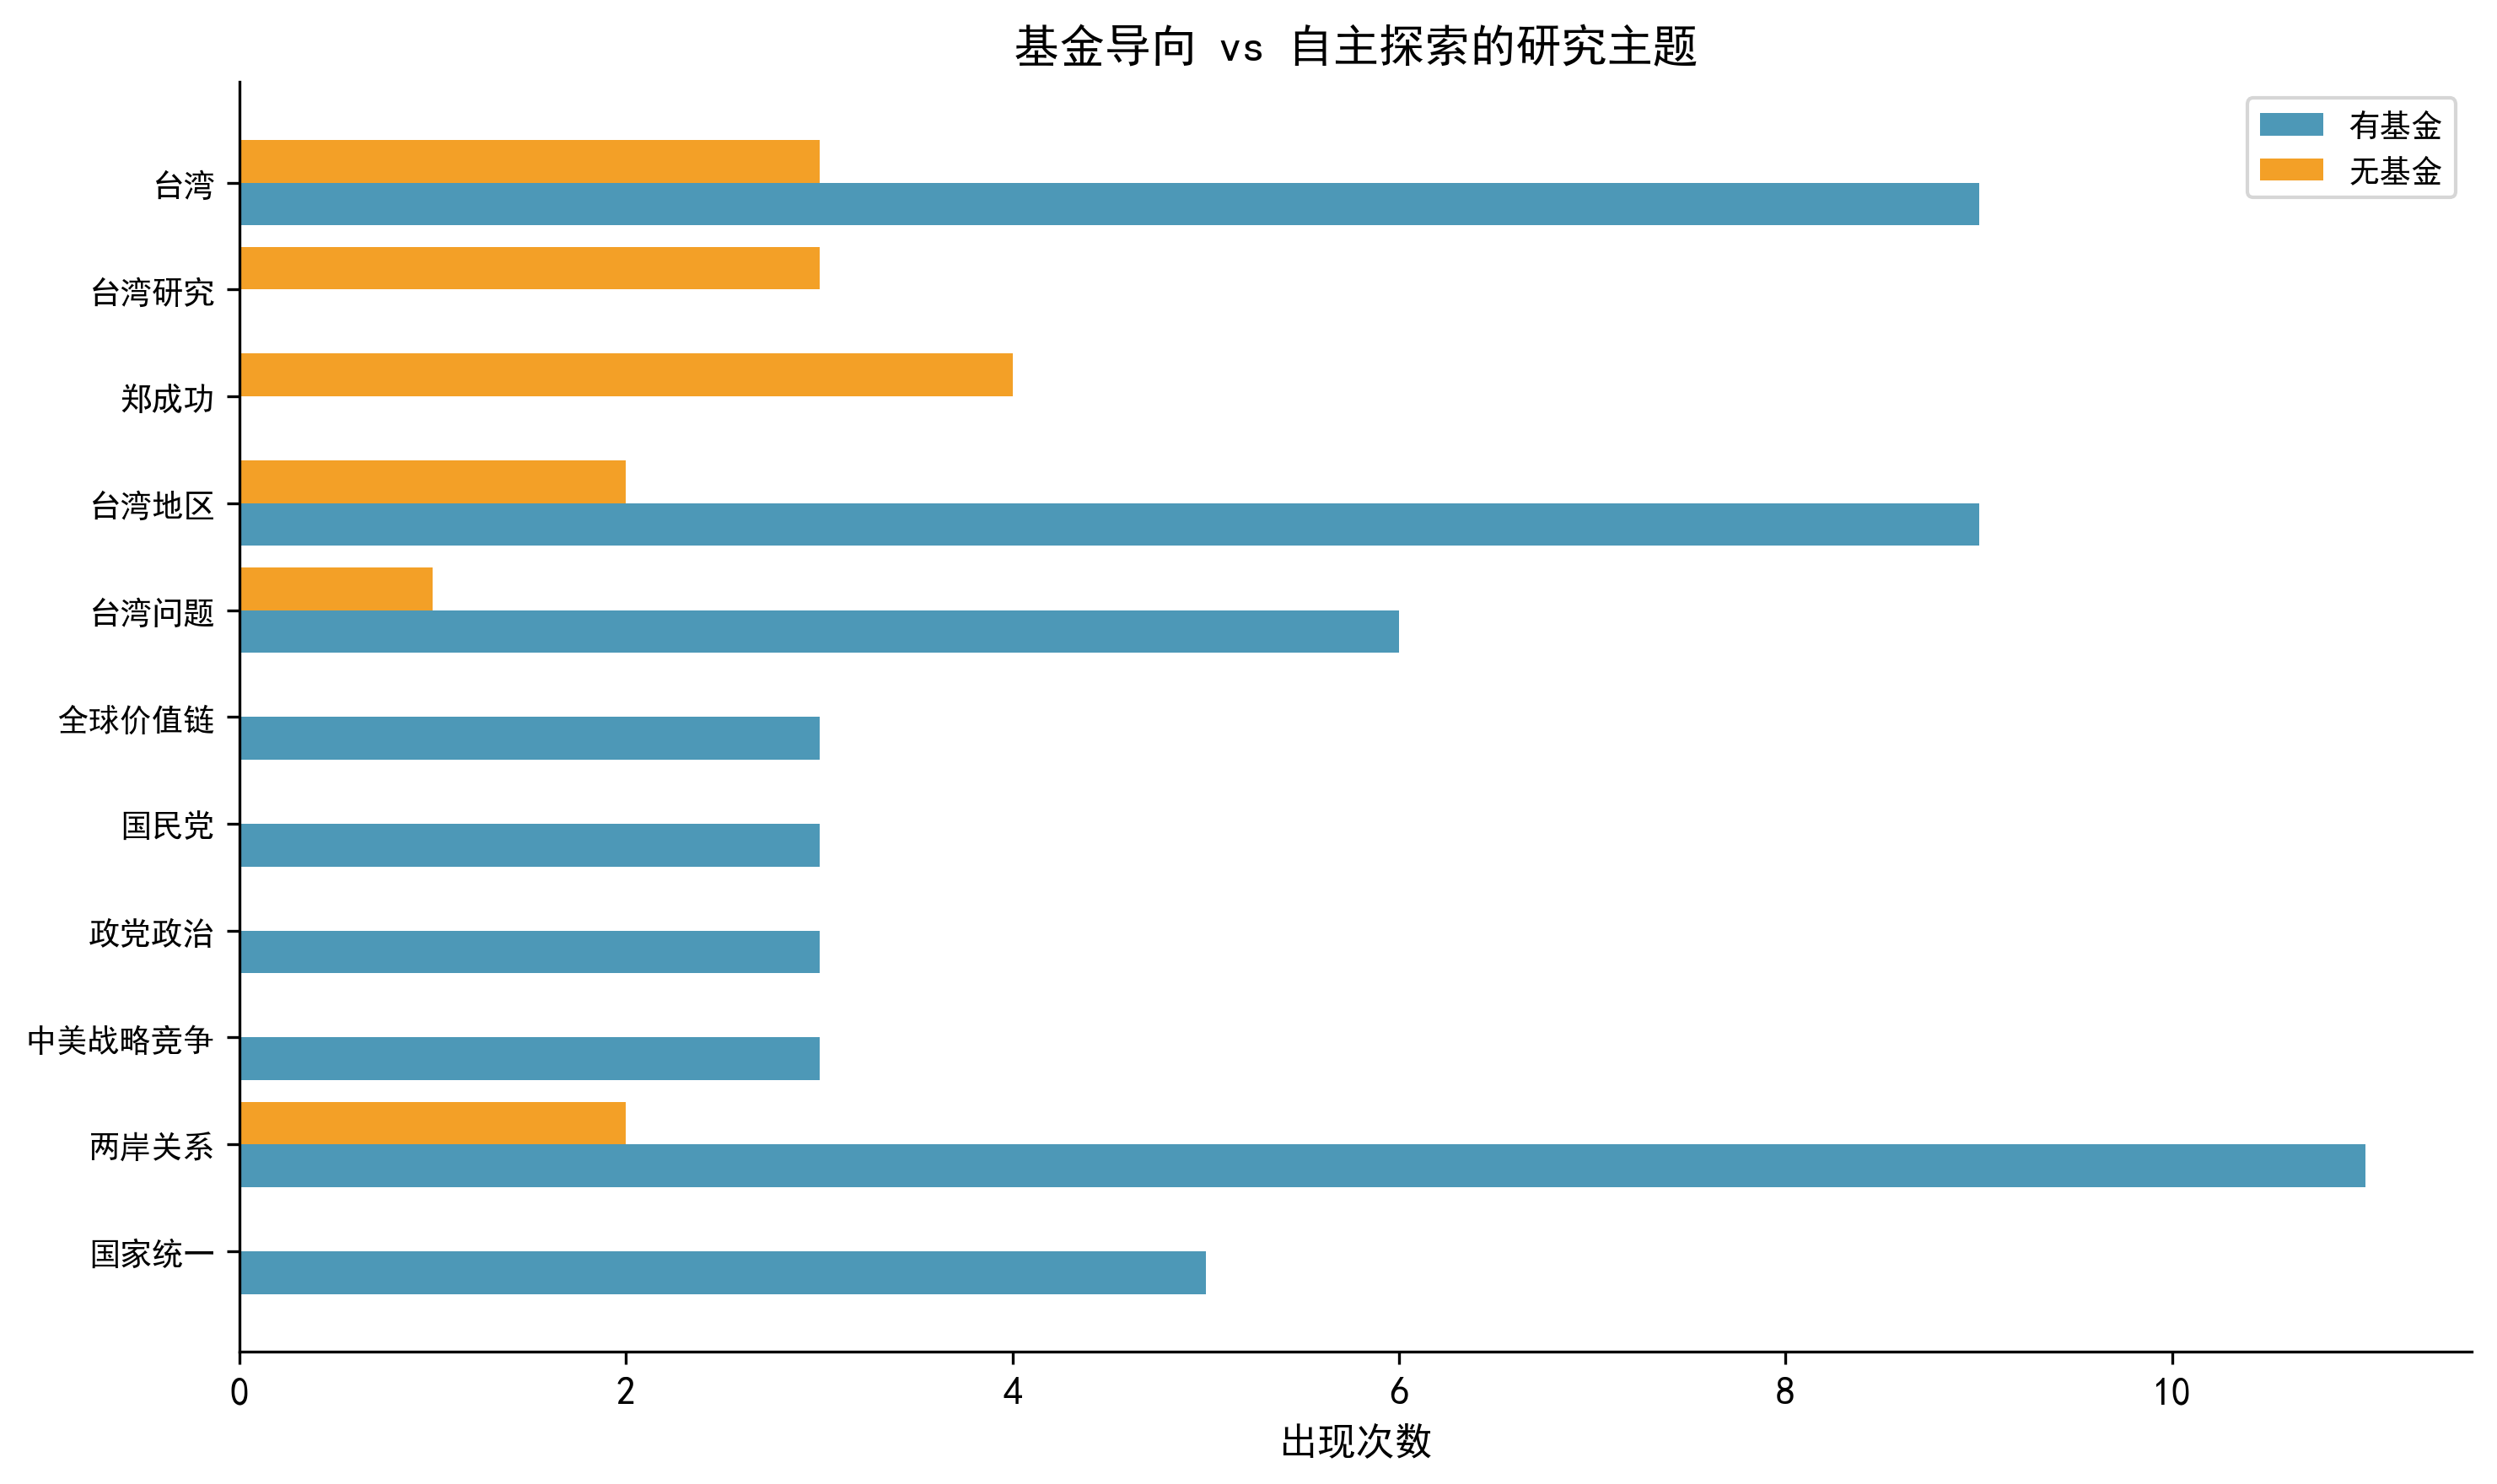 基金导向 vs 自主探索的研究主题
有基金
无基金
台湾
台湾研究
郑成功
台湾地区
台湾问题
全球价值链
国民党
政党政治
中美战略竞争
两岸关系
国家统一
0 2 4 6 8 10
出现次数